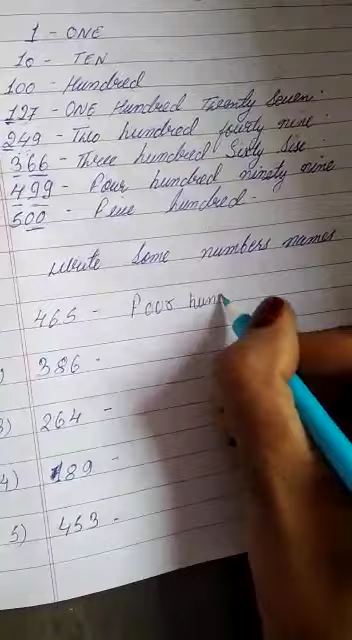 1 - ONE
10 - TEN
100 - Hundred
127 - ONE Hundred Twenty Seven.
249 - Two hundred fourty nine.
366 - Three hundred Sixty Six.
499 - Four hundred ninety nine
500 - Five hundred.
Write Some numbers names
465 - Four hun
386 -
3) 264 -
4) 189 -
5) 453 -